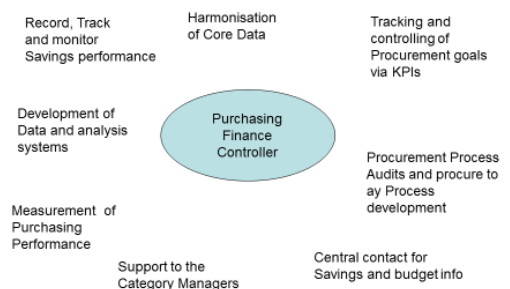 Record, Track
and monitor
Savings performance
Harmonisation
of Core Data
Tracking and
controlling of
Procurement goals
via KPIs
Development of
Data and analysis
systems
Purchasing
Finance
Controller
Procurement Process
Audits and procure to
ay Process
development
Measurement of
Purchasing
Performance
Support to the
Category Managers
Central contact for
Savings and budget info